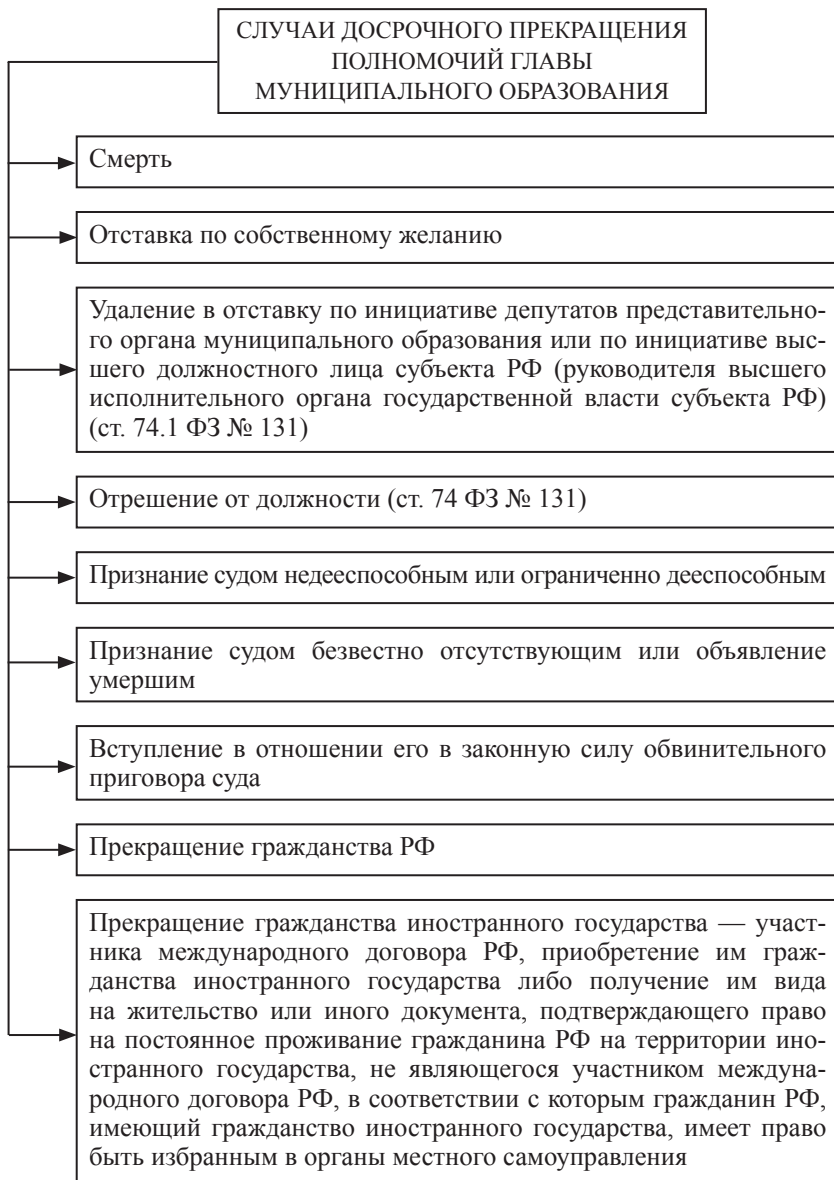 СЛУЧАИ ДОСРОЧНОГО ПРЕКРАЩЕНИЯ
ПОЛНОМОЧИЙ ГЛАВЫ
МУНИЦИПАЛЬНОГО ОБРАЗОВАНИЯ
Смерть
Отставка по собственному желанию
Удаление в отставку по инициативе депутатов представительно-
го органа муниципального образования или по инициативе выс-
шего должностного лица субъекта РФ (руководителя высшего
исполнительного органа государственной власти субъекта РФ)
(ст. 74.1 ФЗ № 131)
Отрешение от должности (ст. 74 ФЗ № 131)
Признание судом недееспособным или ограниченно дееспособным
Признание судом безвестно отсутствующим или объявление
умершим
Вступление в отношении его в законную силу обвинительного
приговора суда
Прекращение гражданства РФ
Прекращение гражданства иностранного государства — участ-
ника международного договора РФ, приобретение им граж-
данства иностранного государства либо получение им вида
на жительство или иного документа, подтверждающего право
на постоянное проживание гражданина РФ на территории ино-
странного государства, не являющегося участником междуна-
родного договора РФ, в соответствии с которым гражданин РФ,
имеющий гражданство иностранного государства, имеет право
быть избранным в органы местного самоуправления